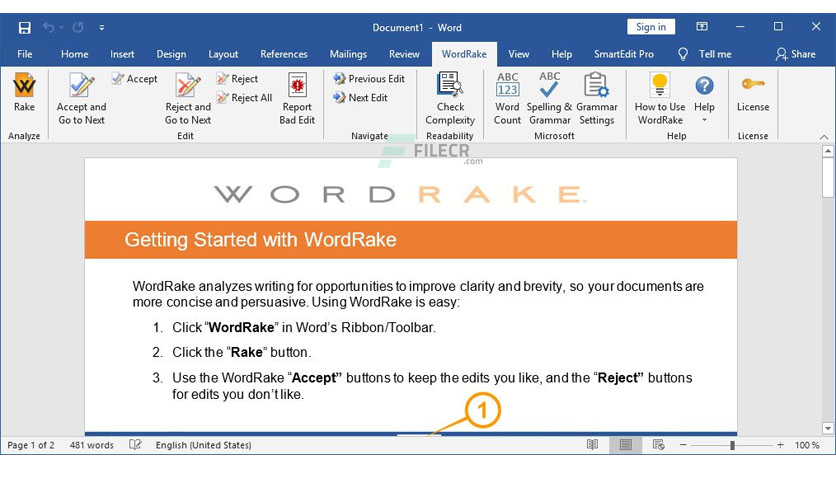 Document1 - Word
Sign in
File Home Insert Design Layout References Mailings Review WordRake View Help SmartEdit Pro Tell me Share
Rake
Accept and Go to Next
Accept
Reject and Go to Next
Reject
Reject All
Report Bad Edit
Previous Edit
Next Edit
Check Complexity
ABC 123
Word Count
ABC
Spelling & Grammar
Grammar Settings
How to Use WordRake
Help
License
Analyze Edit Navigate Readability Microsoft Help License
FILECR
.com
WORDRAKE.
Getting Started with WordRake
WordRake analyzes writing for opportunities to improve clarity and brevity, so your documents are
more concise and persuasive. Using WordRake is easy:
1. Click “WordRake” in Word’s Ribbon/Toolbar.
2. Click the “Rake” button.
3. Use the WordRake “Accept” buttons to keep the edits you like, and the “Reject” buttons
for edits you don’t like.
1
Page 1 of 2 481 words English (United States) 100 %